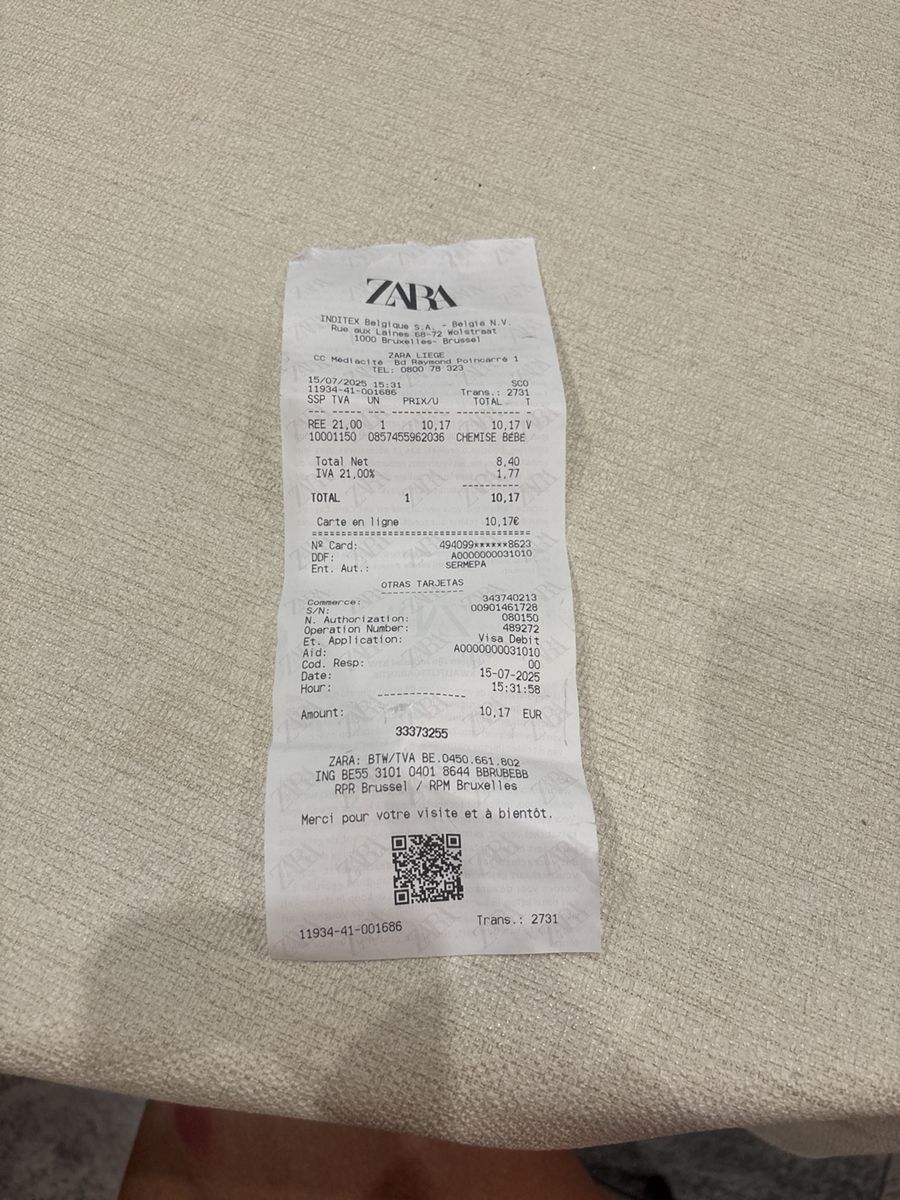 ZARA
INDITEX Belgique S.A. - Belgie N.V.
Rue aux Laines 68-72 Wolstraat
1000 Bruxelles- Brussel
ZARA LIEGE
CC Médiacité Bd Raymond Poincarré 1
TEL: 0800 78 323
15/07/2025 15:31 SCO
11934-41-001686 Trans.: 2731
SSP TVA UN PRIX/U TOTAL T
REE 21,00 1 10,17 10,17 V
10001150 0857455962036 CHEMISE BÉBÉ
Total Net 8,40
IVA 21,00% 1,77
TOTAL 1 10,17
Carte en ligne 10,17€
Nº Card: 494099******8623
DDF: A0000000031010
Ent. Aut.: SERMEPA
OTRAS TARJETAS
Commerce: 343740213
S/N: 00901461728
N. Authorization: 080150
Operation Number: 489272
Et. Application: Visa Debit
Aid: A0000000031010
Cod. Resp: 00
Date: 15-07-2025
Hour: 15:31:58
Amount: 10,17 EUR
33373255
ZARA: BTW/TVA BE.0450.661.802
ING BE55 3101 0401 8644 BBRUBEBB
RPR Brussel / RPM Bruxelles
Merci pour votre visite et à bientôt.
11934-41-001686 Trans.: 2731